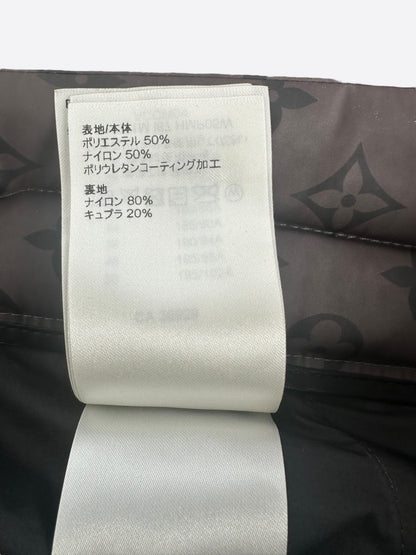 表地/本体
ポリエステル 50%
ナイロン 50%
ポリウレタンコーティング加工
裏地
ナイロン 80%
キュプラ 20%